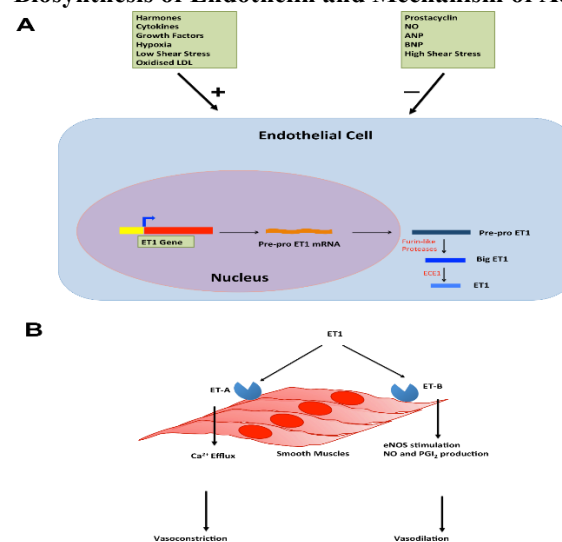 Biosynthesis of Endothelin and Mechanism of Ac
A
Harmones
Cytokines
Growth Factors
Hypoxia
Low Shear Stress
Oxidised LDL
Prostacyclin
NO
ANP
BNP
High Shear Stress
+
—
Endothelial Cell
ET1 Gene
Pre-pro ET1 mRNA
Nucleus
Pre-pro ET1
Furin-like
Proteases
Big ET1
ECE1
ET1
B
ET1
ET-A
ET-B
Ca²⁺ Efflux
Smooth Muscles
eNOS stimulation
NO and PGI₂ production
Vasoconstriction
Vasodilation